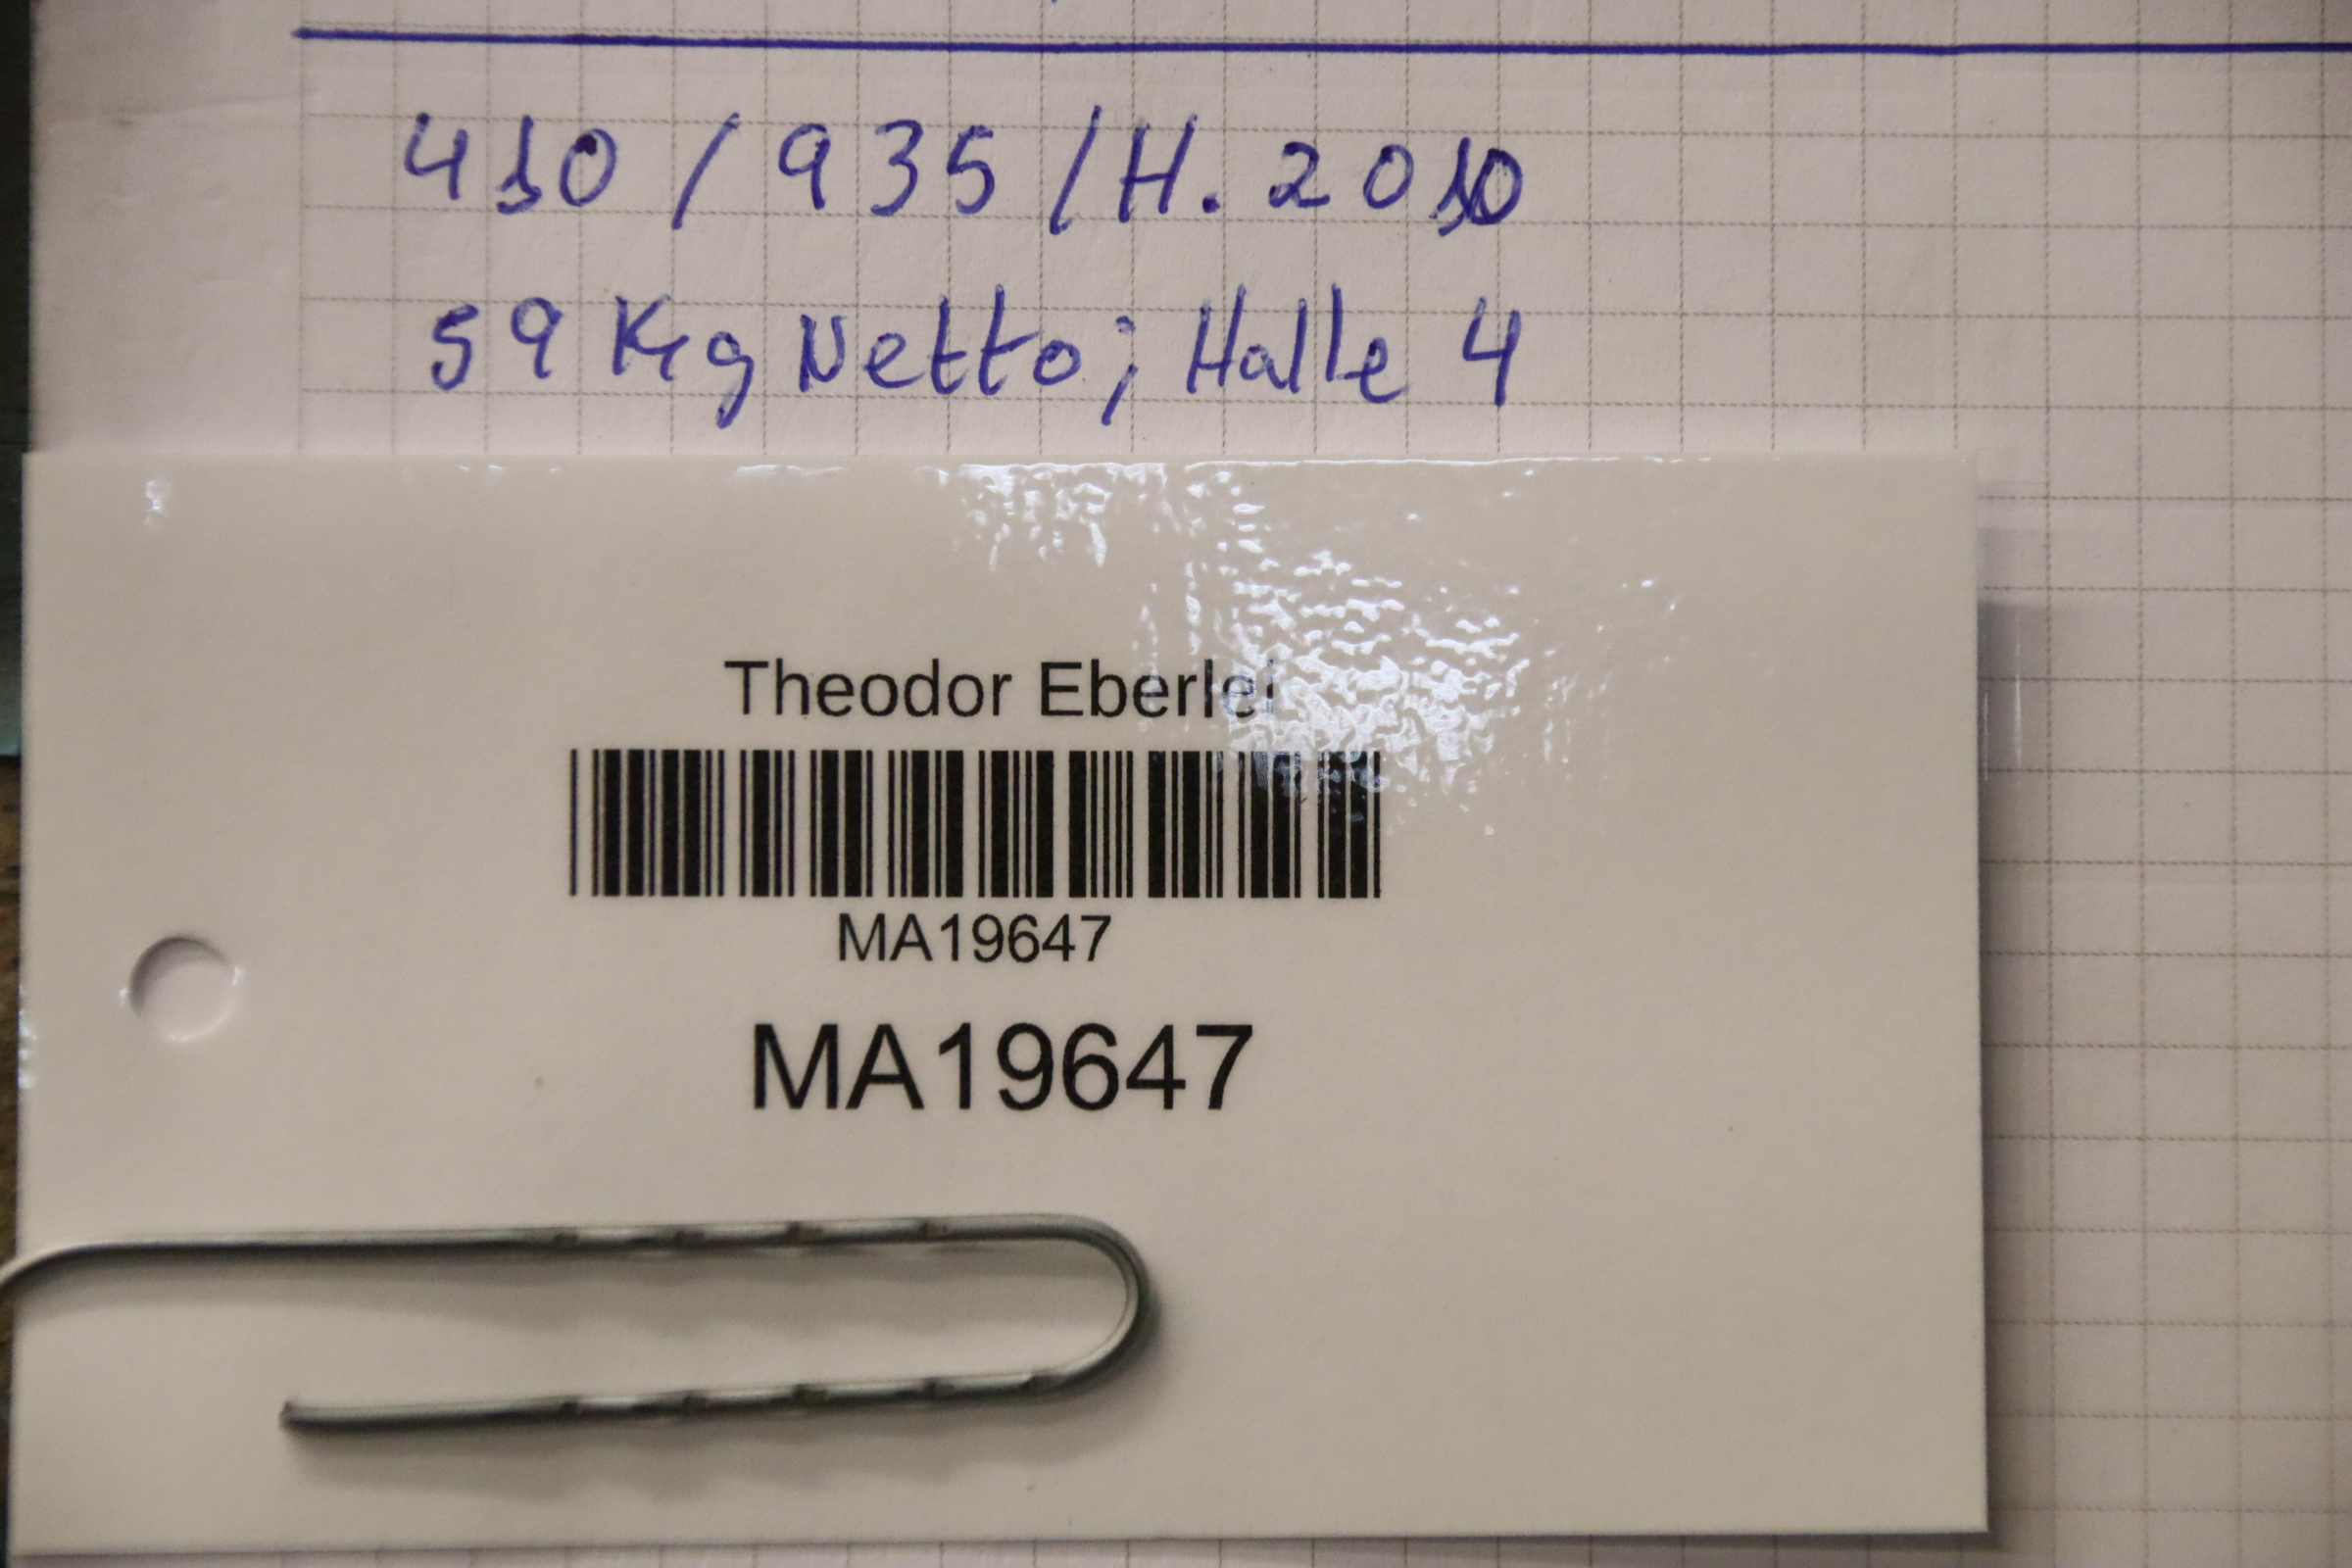 410 / 935 / H. 2010
59 Kg Netto; Halle 4
Theodor Eberlei
MA19647
MA19647